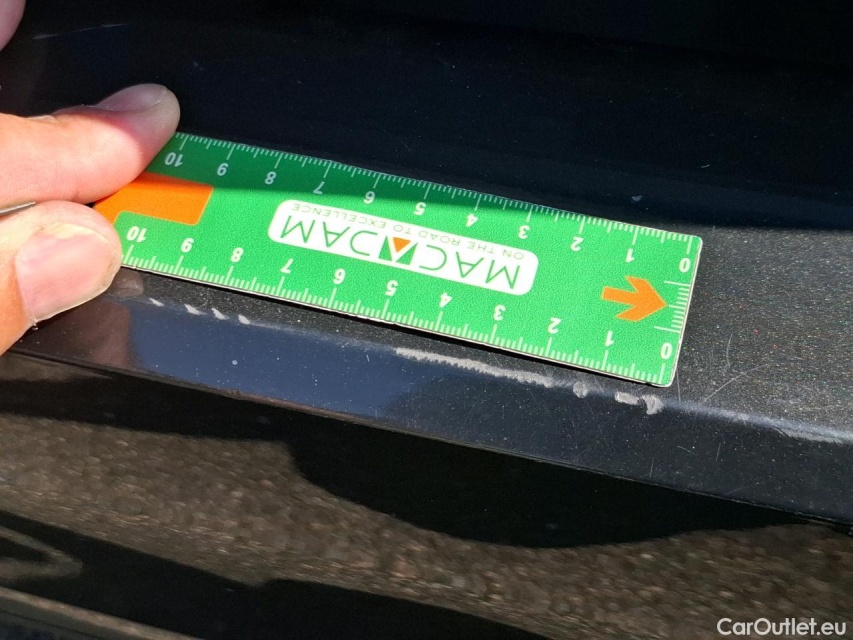 10 9 8 7 6 5 4 3 2 1 0
ON THE ROAD TO EXCELLENCE
MACADAM
10 9 8 7 6 5 4 3 2 1 0
CarOutlet.eu